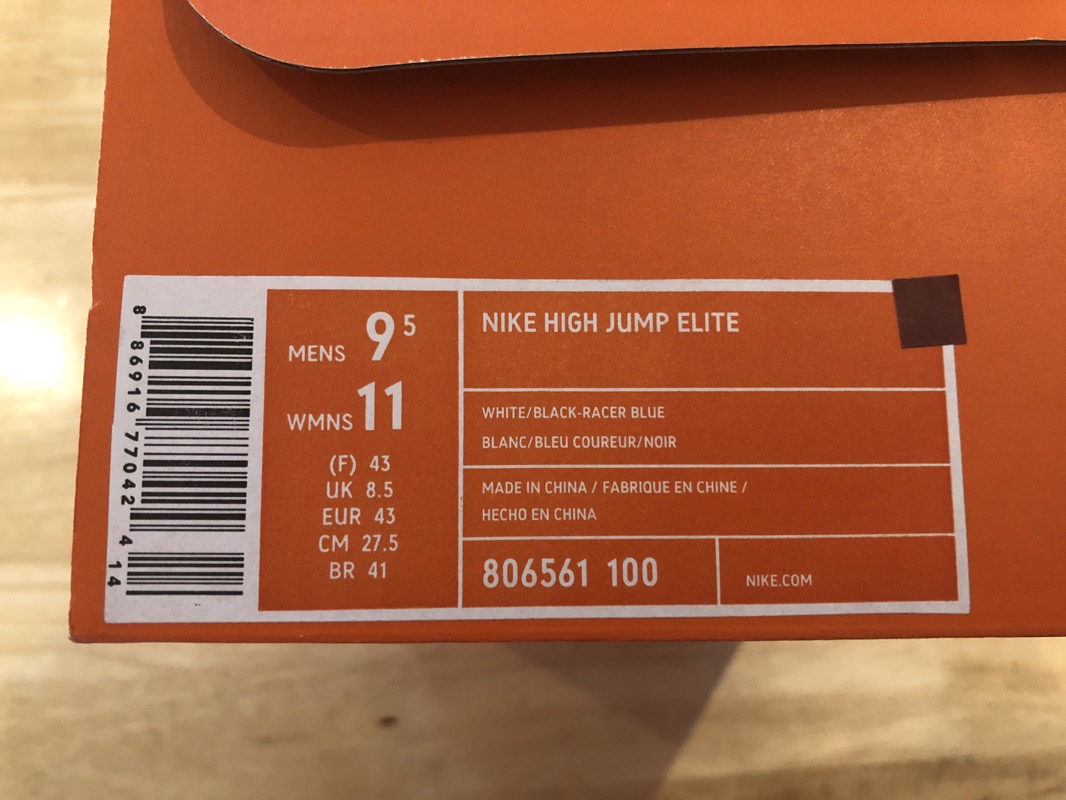 8 86916 77042 4 14
MENS 9 5
WMNS 11
(F) 43
UK 8.5
EUR 43
CM 27.5
BR 41
NIKE HIGH JUMP ELITE
WHITE/BLACK-RACER BLUE
BLANC/BLEU COUREUR/NOIR
MADE IN CHINA / FABRIQUE EN CHINE /
HECHO EN CHINA
806561 100
NIKE.COM